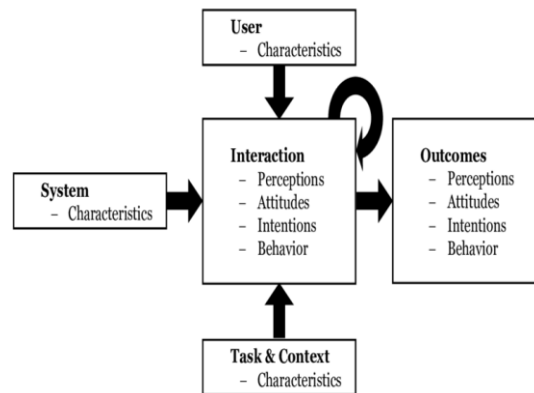 User
– Characteristics
Interaction
– Perceptions
– Attitudes
– Intentions
– Behavior
Outcomes
– Perceptions
– Attitudes
– Intentions
– Behavior
System
– Characteristics
Task & Context
– Characteristics